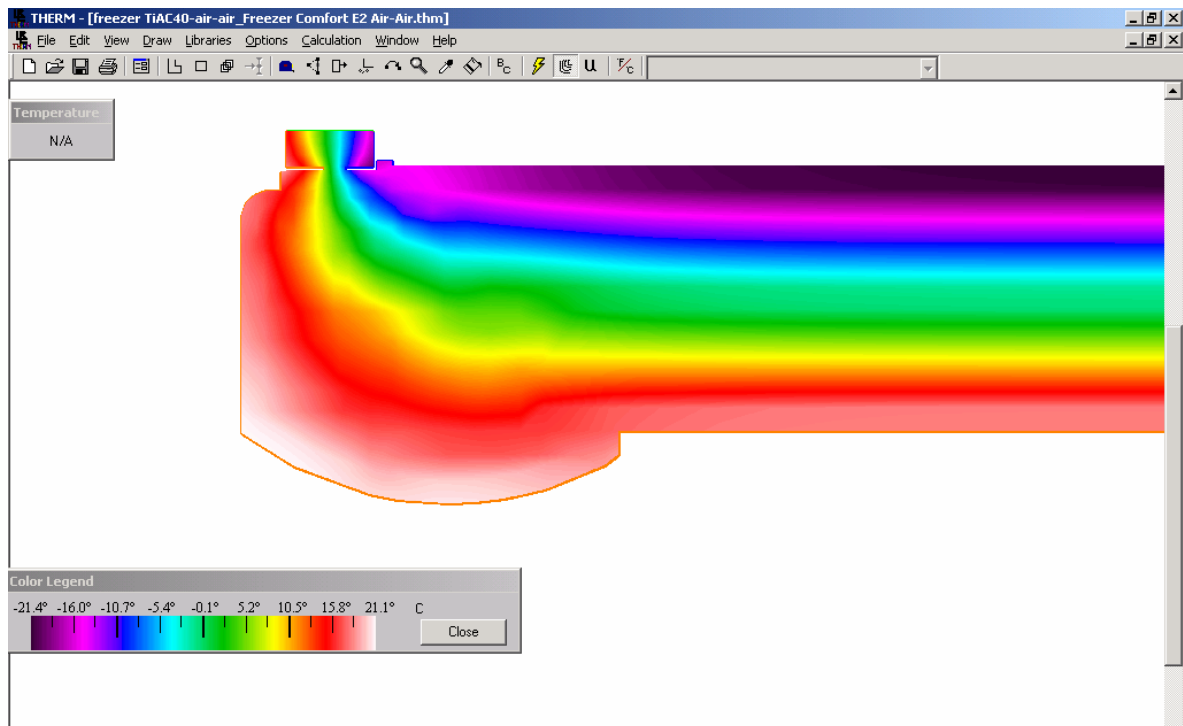 THERM - [freezer TiAC40-air-air_Freezer Comfort E2 Air-Air.thm]
File Edit View Draw Libraries Options Calculation Window Help
BC U °F/C
Temperature
N/A
Color Legend
-21.4° -16.0° -10.7° -5.4° -0.1° 5.2° 10.5° 15.8° 21.1° C
Close